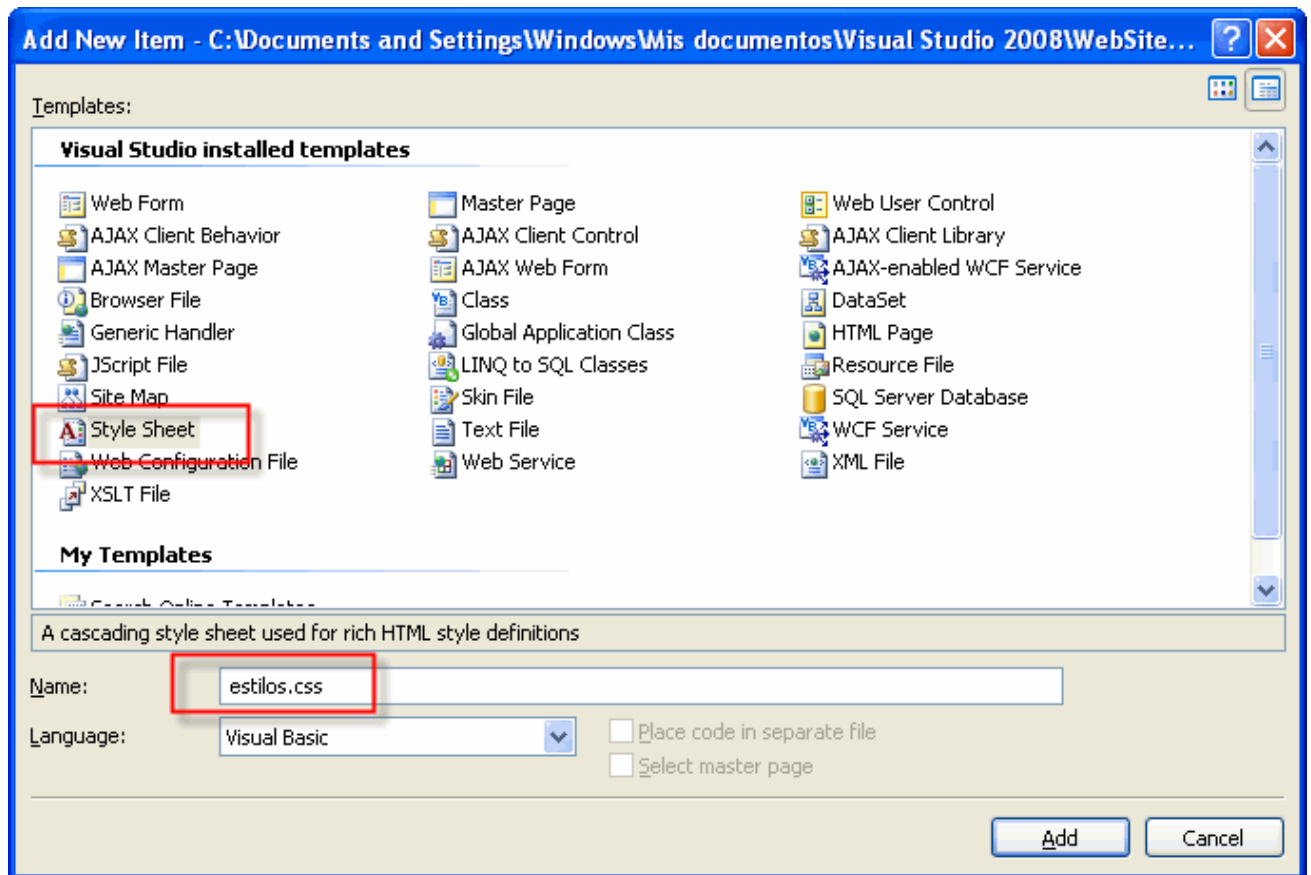 Add New Item - C:\Documents and Settings\Windows\Mis documentos\Visual Studio 2008\WebSite...
Templates:
Visual Studio installed templates
Web Form Master Page Web User Control
AJAX Client Behavior AJAX Client Control AJAX Client Library
AJAX Master Page AJAX Web Form AJAX-enabled WCF Service
Browser File Class DataSet
Generic Handler Global Application Class HTML Page
JScript File LINQ to SQL Classes Resource File
Site Map Skin File SQL Server Database
Style Sheet Text File WCF Service
Web Configuration File Web Service XML File
XSLT File
My Templates
Search Online Templates
A cascading style sheet used for rich HTML style definitions
Name: estilos.css
Language: Visual Basic Place code in separate file
Select master page
Add Cancel